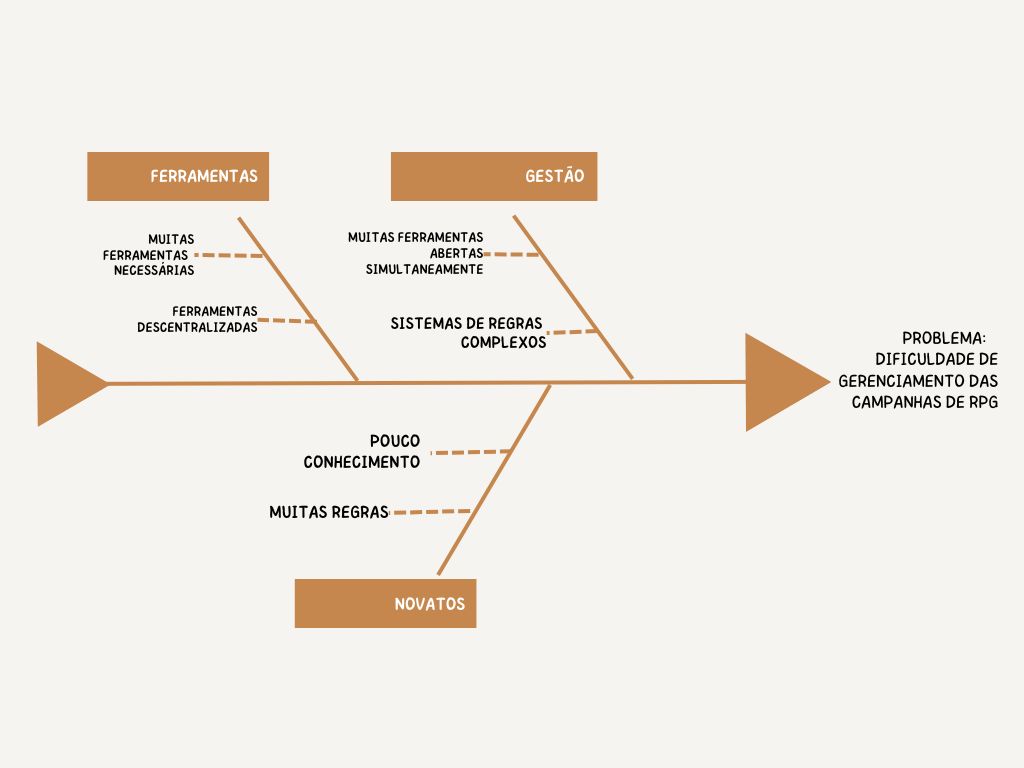 FERRAMENTAS
GESTÃO
MUITAS
FERRAMENTAS
NECESSÁRIAS
FERRAMENTAS
DESCENTRALIZADAS
MUITAS FERRAMENTAS
ABERTAS
SIMULTANEAMENTE
SISTEMAS DE REGRAS
COMPLEXOS
PROBLEMA:
DIFICULDADE DE
GERENCIAMENTO DAS
CAMPANHAS DE RPG
POUCO
CONHECIMENTO
MUITAS REGRAS
NOVATOS